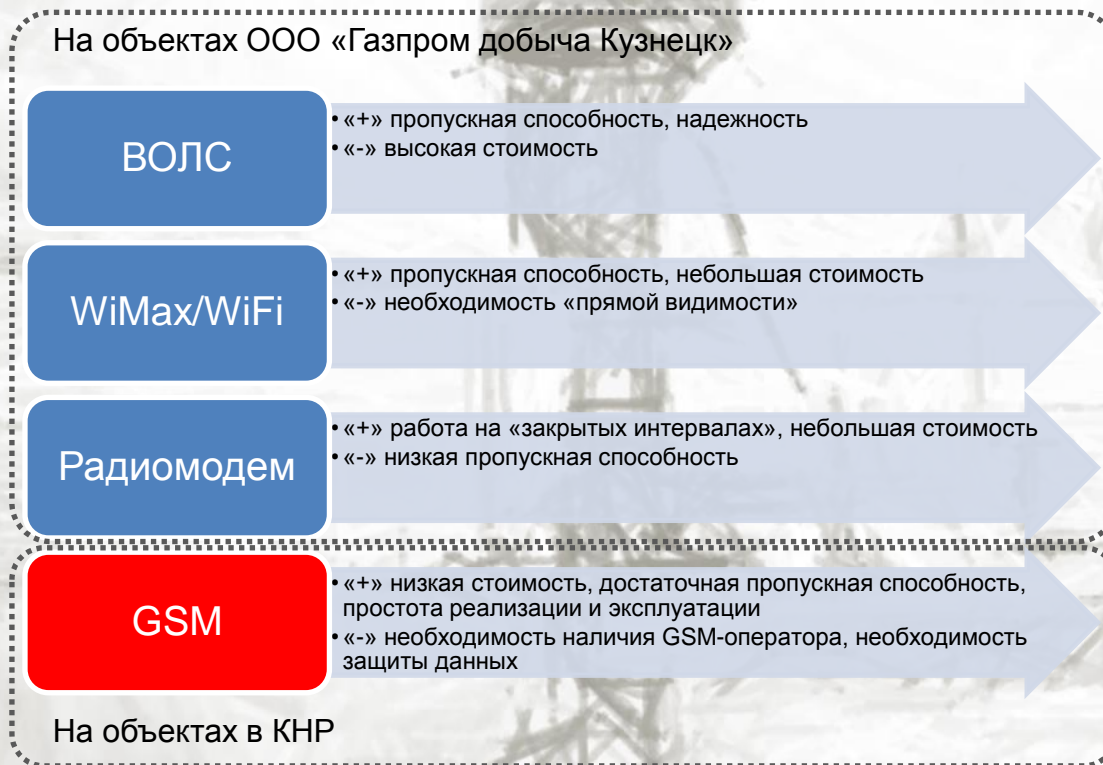 На объектах ООО «Газпром добыча Кузнецк»
ВОЛС
• «+» пропускная способность, надежность
• «-» высокая стоимость
WiMax/WiFi
• «+» пропускная способность, небольшая стоимость
• «-» необходимость «прямой видимости»
Радиомодем
• «+» работа на «закрытых интервалах», небольшая стоимость
• «-» низкая пропускная способность
GSM
• «+» низкая стоимость, достаточная пропускная способность,
простота реализации и эксплуатации
• «-» необходимость наличия GSM-оператора, необходимость
защиты данных
На объектах в КНР